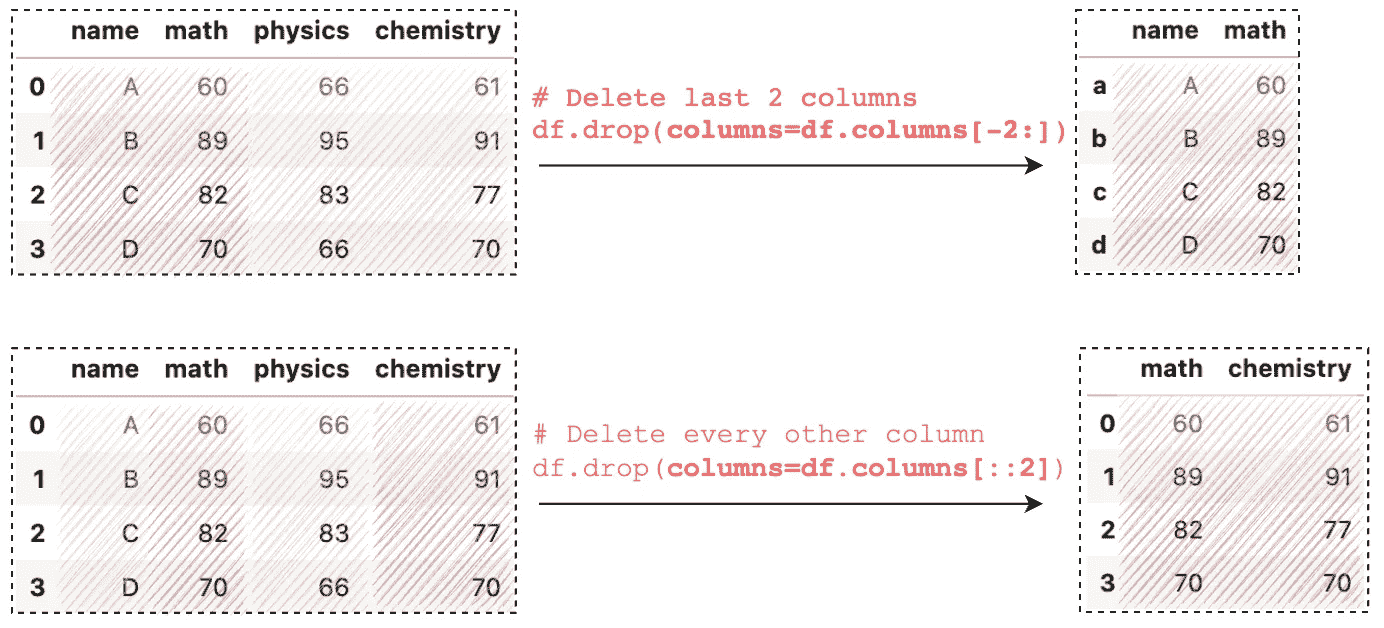 name math physics chemistry
0 A 60 66 61
1 B 89 95 91
2 C 82 83 77
3 D 70 66 70
# Delete last 2 columns
df.drop(columns=df.columns[-2:])
name math
a A 60
b B 89
c C 82
d D 70
name math physics chemistry
0 A 60 66 61
1 B 89 95 91
2 C 82 83 77
3 D 70 66 70
# Delete every other column
df.drop(columns=df.columns[::2])
math chemistry
0 60 61
1 89 91
2 82 77
3 70 70